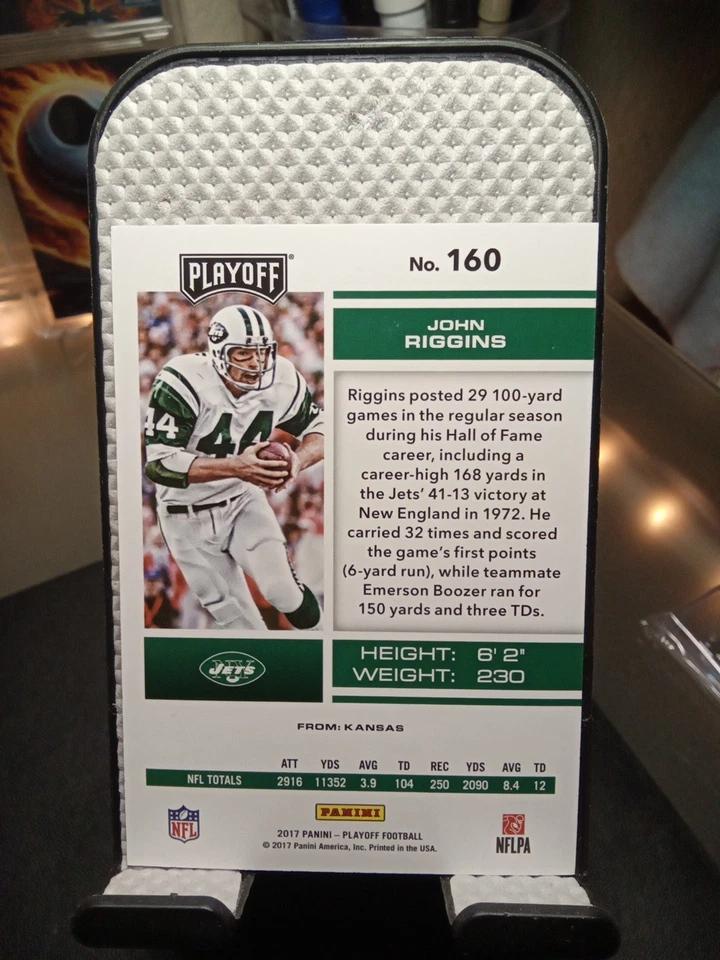 PLAYOFF®
No. 160
JOHN
RIGGINS
44
44
Riggins posted 29 100-yard
games in the regular season
during his Hall of Fame
career, including a
career-high 168 yards in
the Jets' 41-13 victory at
New England in 1972. He
carried 32 times and scored
the game's first points
(6-yard run), while teammate
Emerson Boozer ran for
150 yards and three TDs.
NY JETS
HEIGHT: 6' 2"
WEIGHT: 230
FROM: KANSAS
ATT YDS AVG TD REC YDS AVG TD
NFL TOTALS 2916 11352 3.9 104 250 2090 8.4 12
NFL
PANINI
2017 PANINI – PLAYOFF FOOTBALL
© 2017 Panini America, Inc. Printed in the USA.
NFLPA